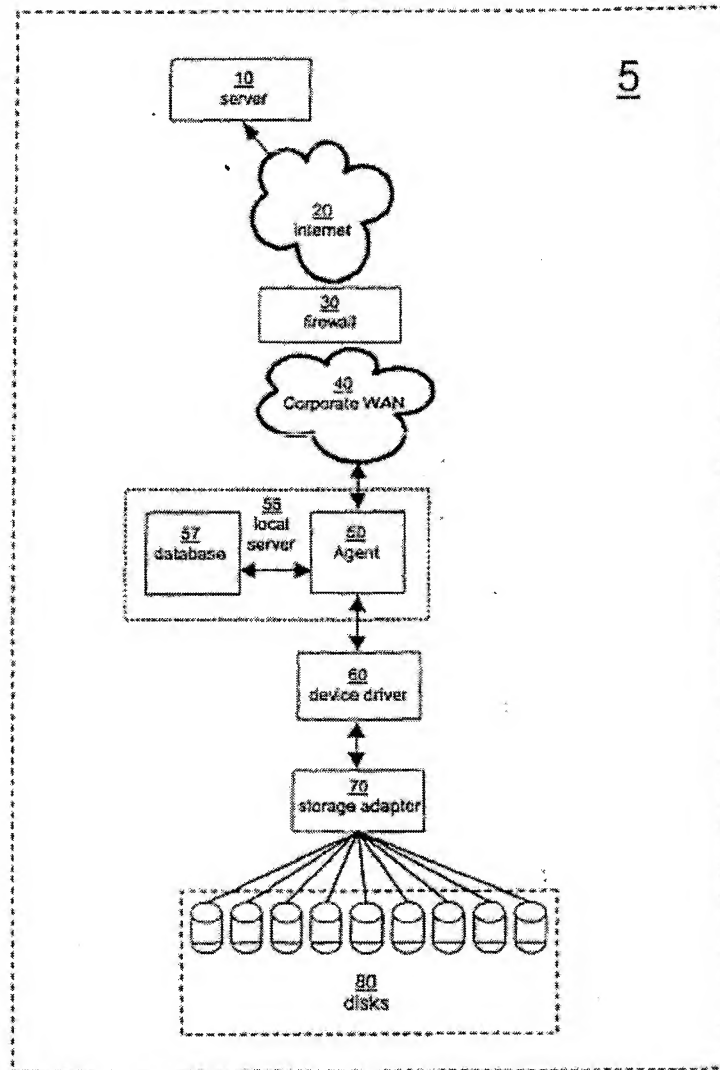 5
10
server
20
internet
30
firewall
40
Corporate WAN
55
local
server
57
database
50
Agent
60
device driver
70
storage adaptor
80
disks